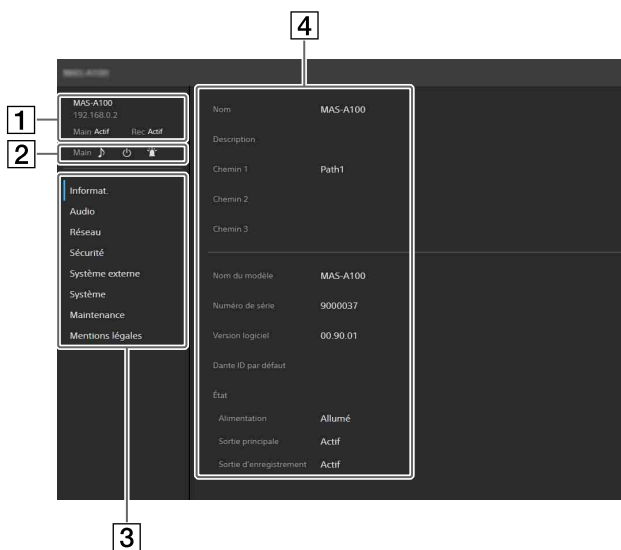 4
MAS-A100
192.168.0.2
Main Actif Rec Actif
1
Main
2
Informat.
Audio
Réseau
Sécurité
Système externe
Système
Maintenance
Mentions légales
3
Nom MAS-A100
Description
Chemin 1 Path1
Chemin 2
Chemin 3
Nom du modèle MAS-A100
Numéro de série 9000037
Version logiciel 00.90.01
Dante ID par défaut
État
Alimentation Allumé
Sortie principale Actif
Sortie d'enregistrement Actif